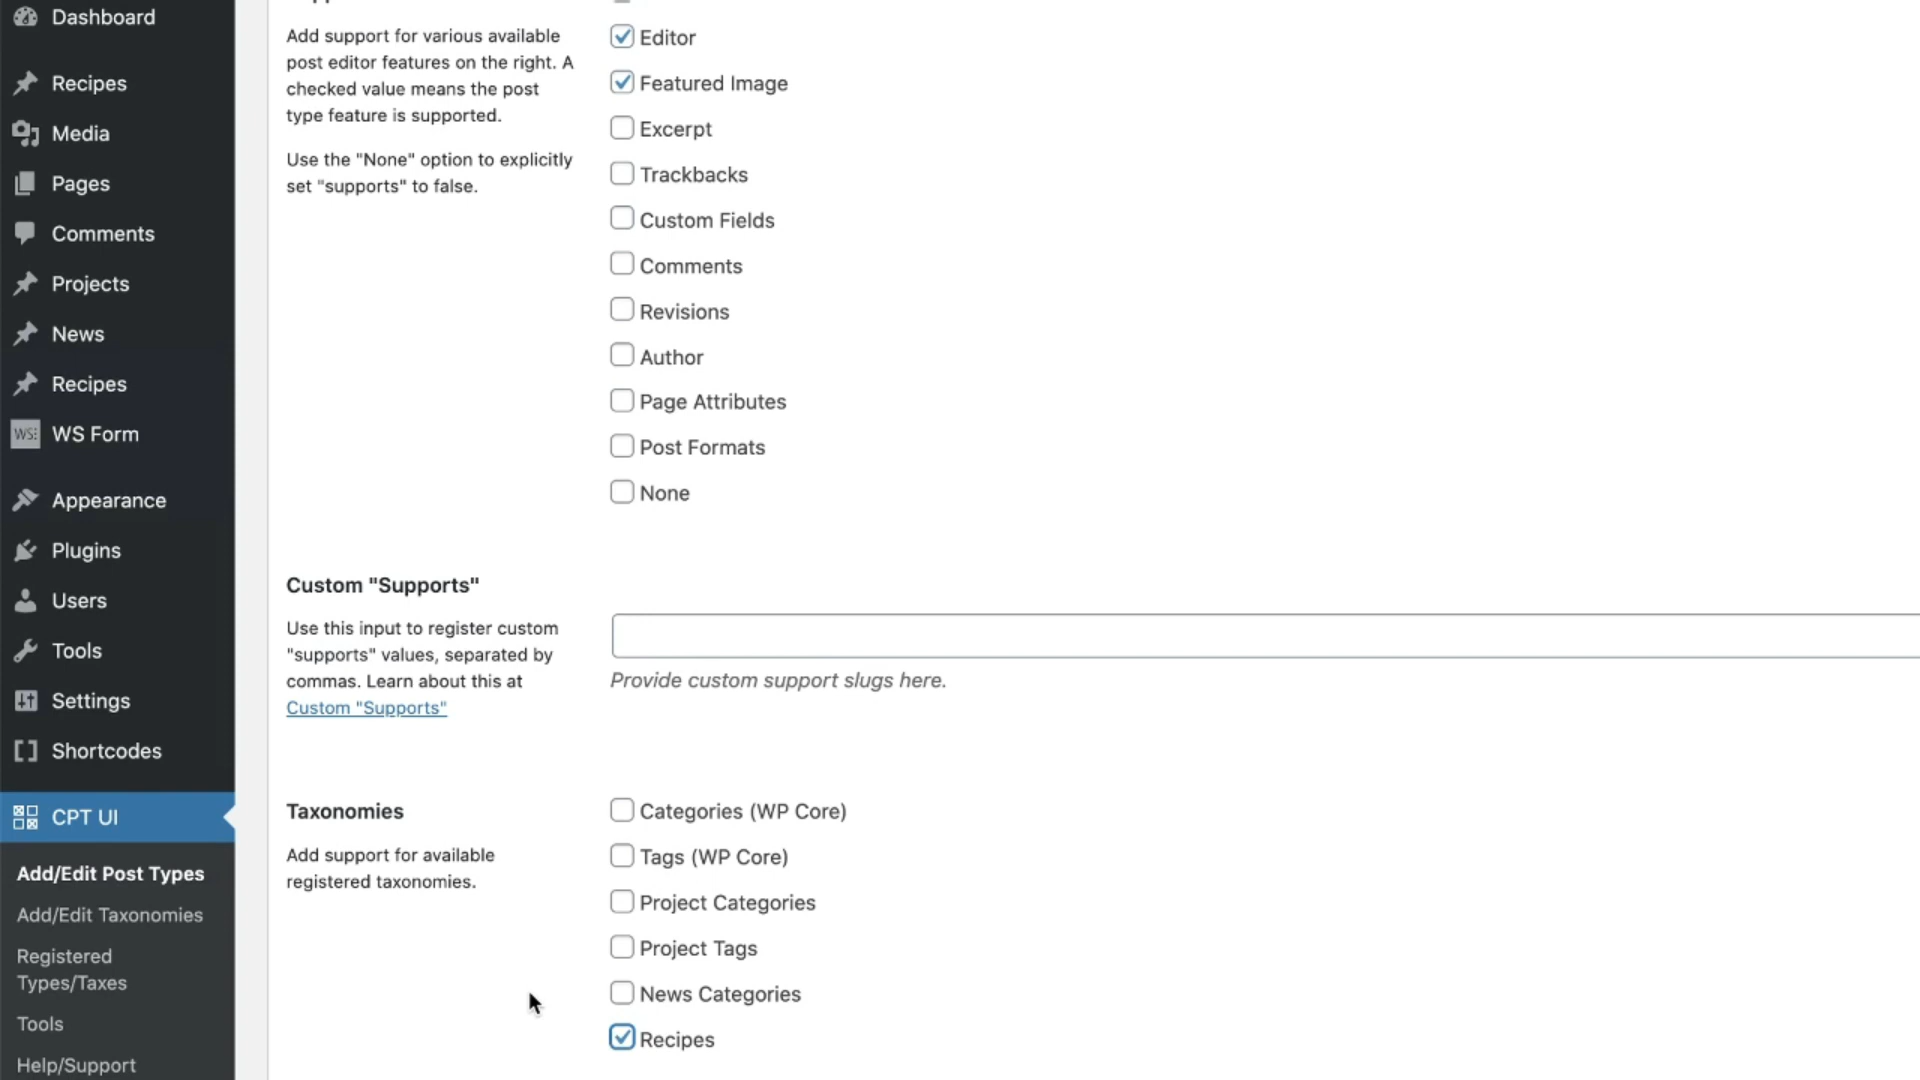 Dashboard
Recipes
Media
Pages
Comments
Projects
News
Recipes
WS Form
Appearance
Plugins
Users
Tools
Settings
Shortcodes
CPT UI
Add/Edit Post Types
Add/Edit Taxonomies
Registered
Types/Taxes
Tools
Help/Support
Add support for various available
post editor features on the right. A
checked value means the post
type feature is supported.
Use the "None" option to explicitly
set "supports" to false.
Editor
Featured Image
Excerpt
Trackbacks
Custom Fields
Comments
Revisions
Author
Page Attributes
Post Formats
None
Custom "Supports"
Use this input to register custom
"supports" values, separated by
commas. Learn about this at
Custom "Supports"
Provide custom support slugs here.
Taxonomies
Add support for available
registered taxonomies.
Categories (WP Core)
Tags (WP Core)
Project Categories
Project Tags
News Categories
Recipes